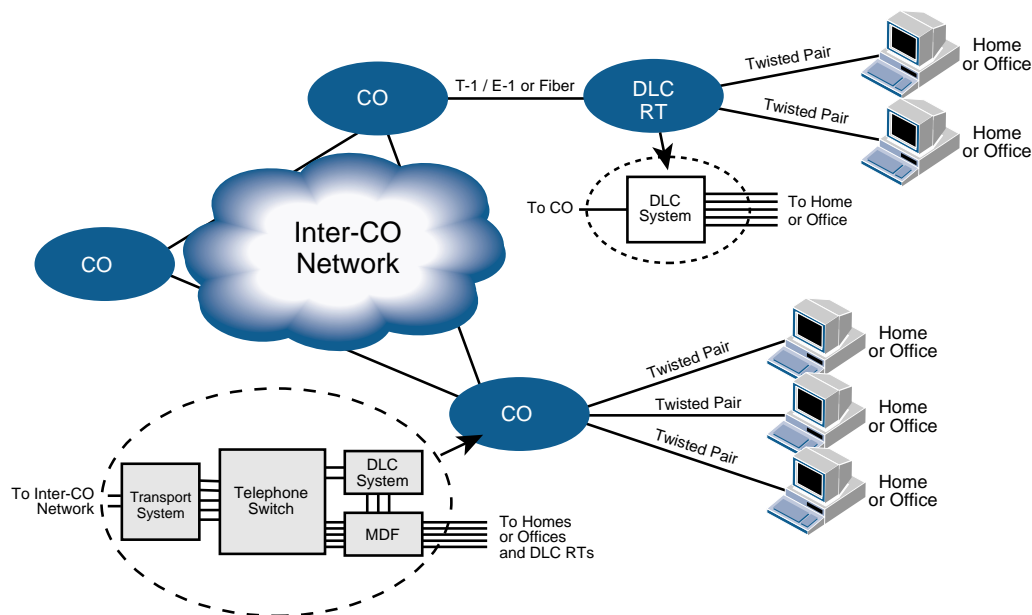 CO
T-1 / E-1 or Fiber
DLC
RT
Twisted Pair
Home
or Office
Twisted Pair
Home
or Office
To CO
DLC
System
To Home
or Office
CO
Inter-CO
Network
CO
Twisted Pair
Home
or Office
Twisted Pair
Home
or Office
Twisted Pair
Home
or Office
To Inter-CO
Network
Transport
System
Telephone
Switch
DLC
System
MDF
To Homes
or Offices
and DLC RTs